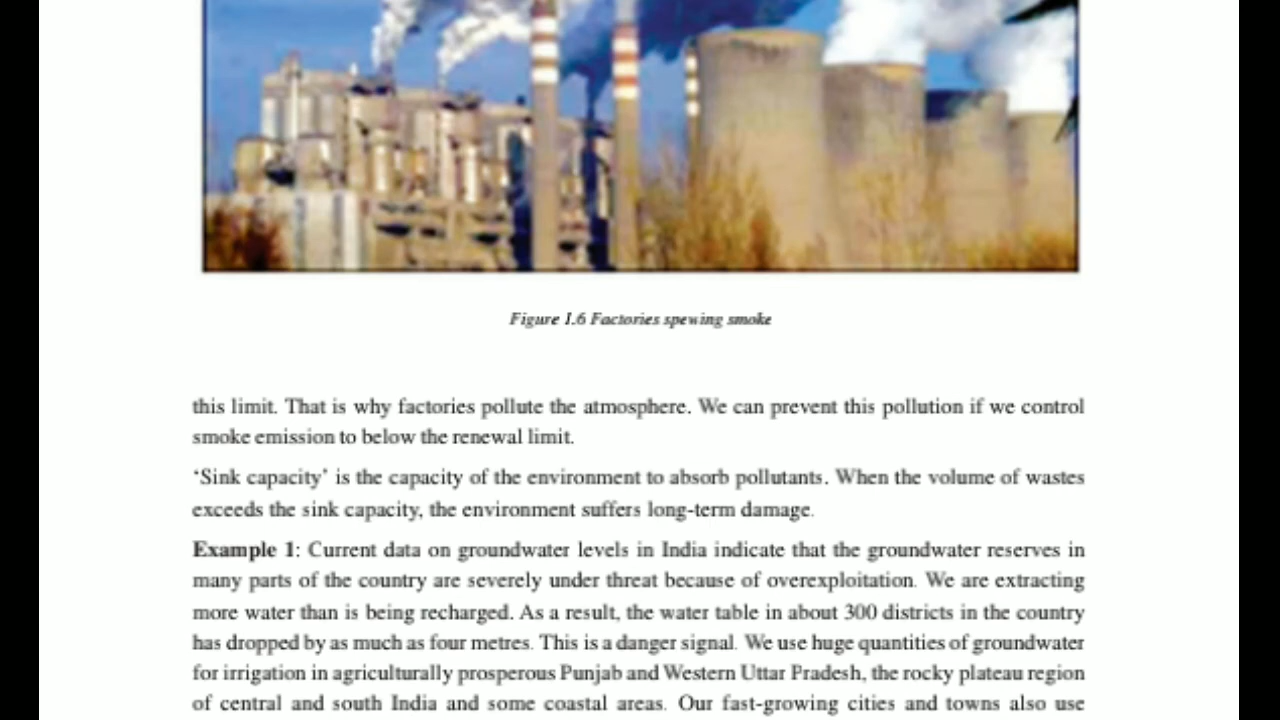 Figure 1.6 Factories spewing smoke
this limit. That is why factories pollute the atmosphere. We can prevent this pollution if we control
smoke emission to below the renewal limit.
‘Sink capacity’ is the capacity of the environment to absorb pollutants. When the volume of wastes
exceeds the sink capacity, the environment suffers long-term damage.
Example 1: Current data on groundwater levels in India indicate that the groundwater reserves in
many parts of the country are severely under threat because of overexploitation. We are extracting
more water than is being recharged. As a result, the water table in about 300 districts in the country
has dropped by as much as four metres. This is a danger signal. We use huge quantities of groundwater
for irrigation in agriculturally prosperous Punjab and Western Uttar Pradesh, the rocky plateau region
of central and south India and some coastal areas. Our fast-growing cities and towns also use